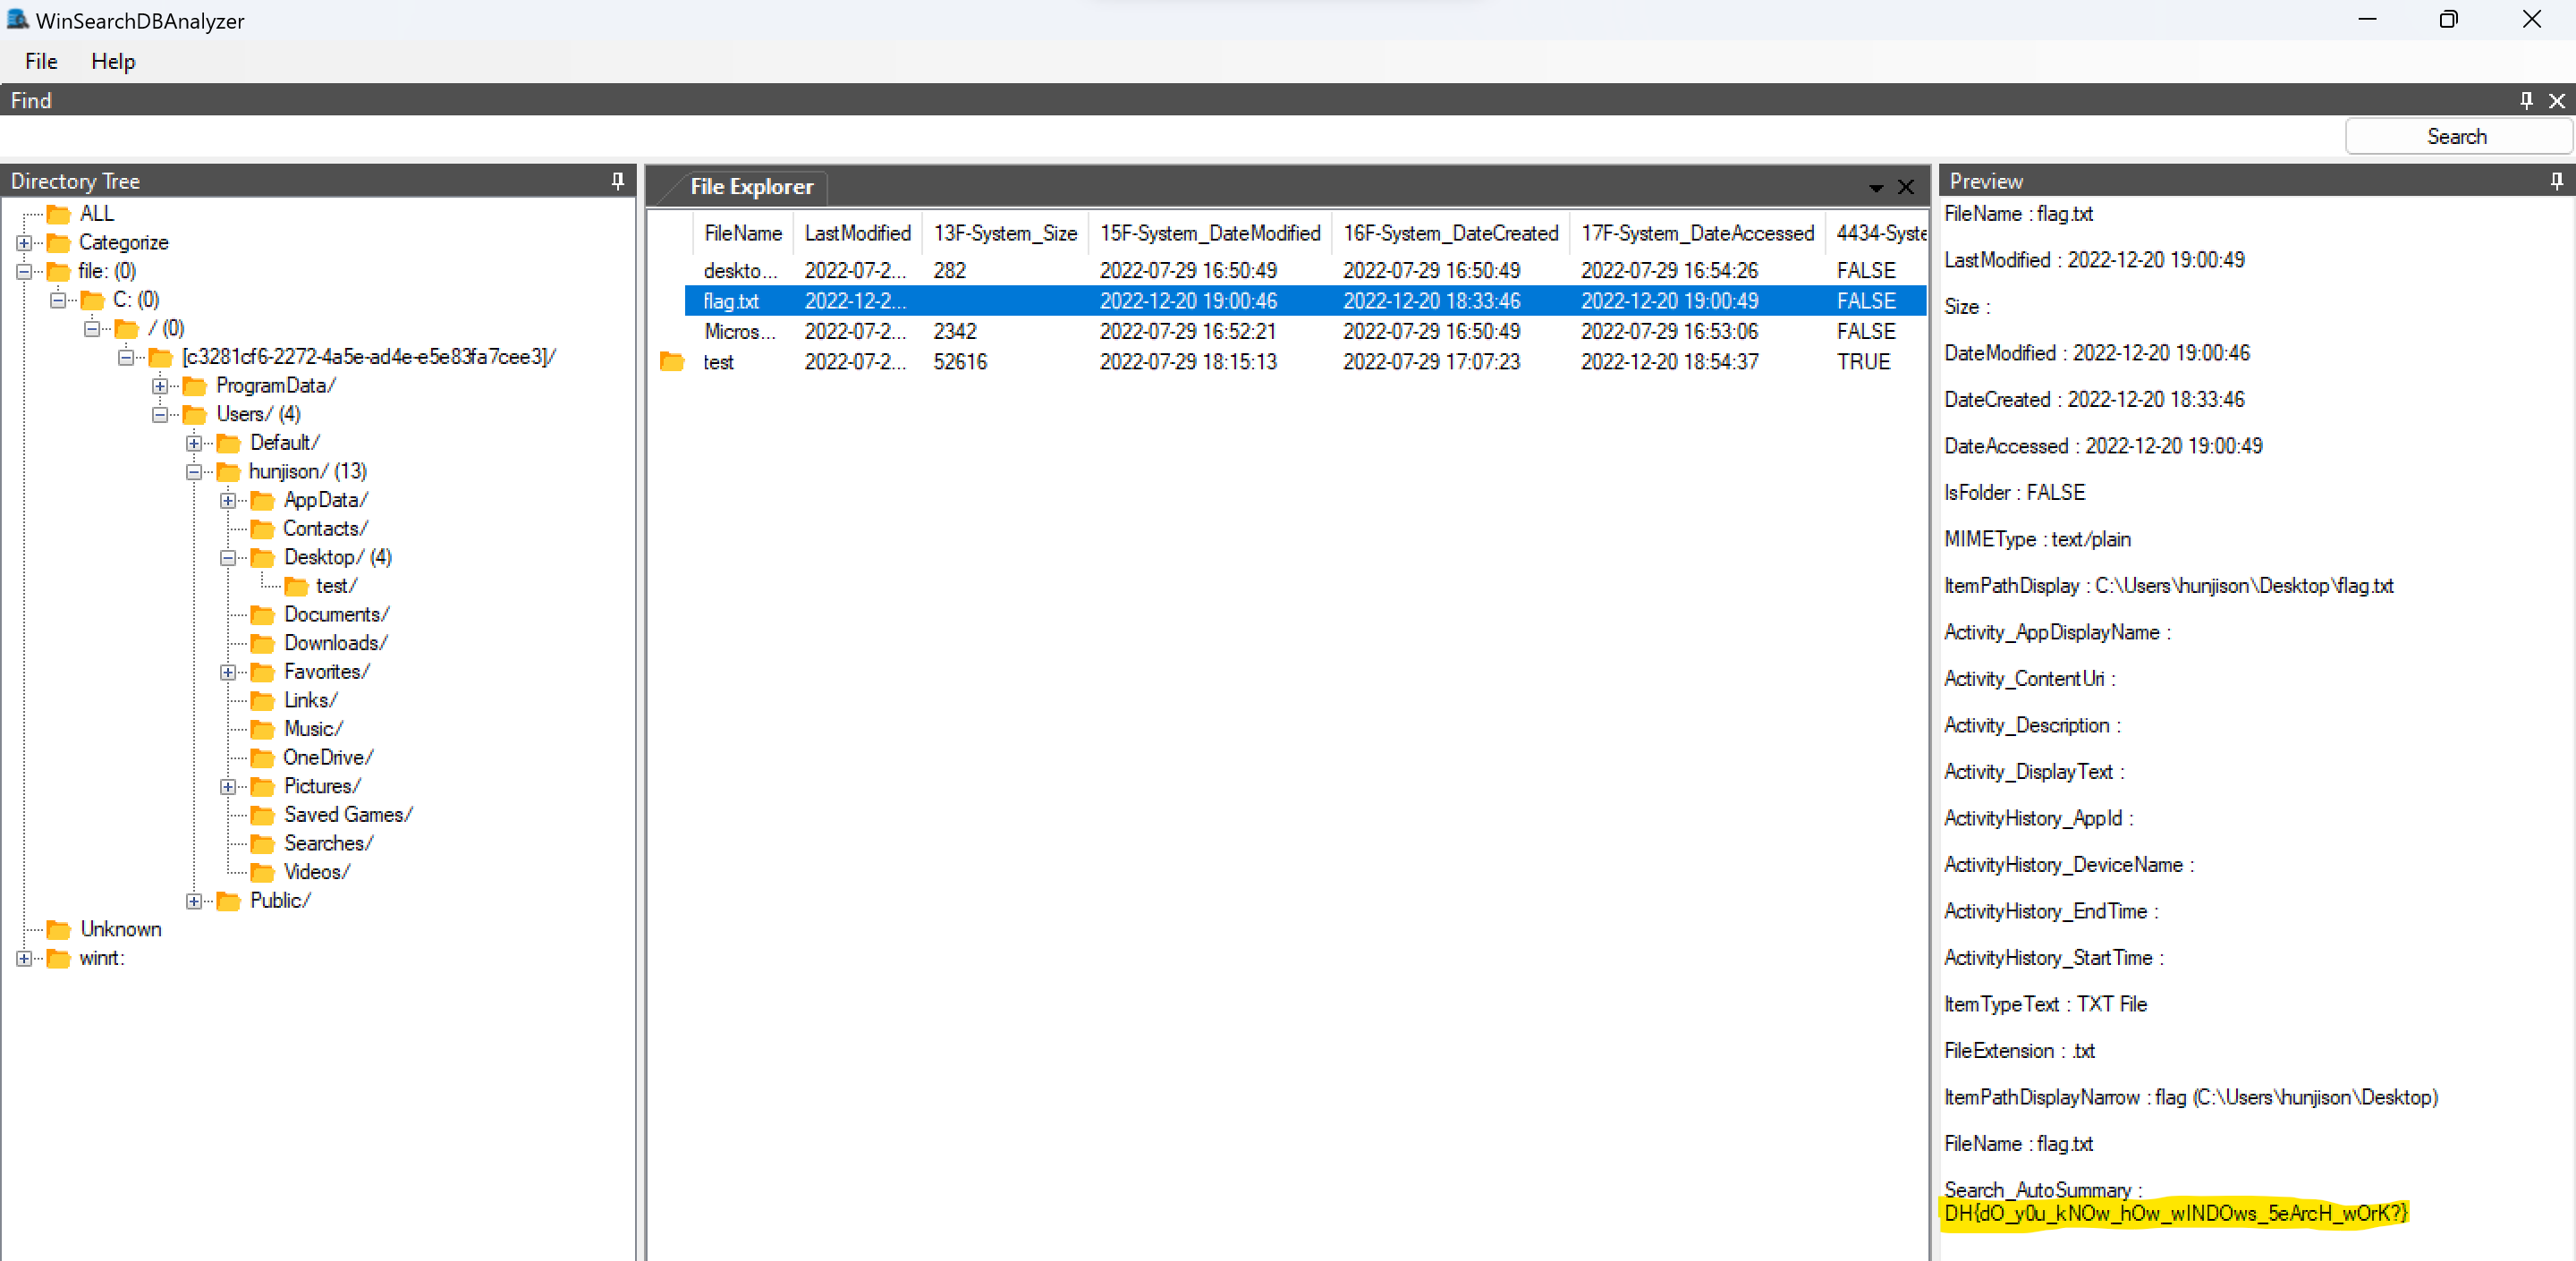 WinSearchDBAnalyzer
File Help
Find
Search
Directory Tree
ALL
Categorize
file: (0)
C: (0)
/ (0)
[c3281cf6-2272-4a5e-ad4e-e5e83fa7cee3]/
ProgramData/
Users/ (4)
Default/
hunjison/ (13)
AppData/
Contacts/
Desktop/ (4)
test/
Documents/
Downloads/
Favorites/
Links/
Music/
OneDrive/
Pictures/
Saved Games/
Searches/
Videos/
Public/
Unknown
winrt:
File Explorer
FileName LastModified 13F-System_Size 15F-System_DateModified 16F-System_DateCreated 17F-System_DateAccessed 4434-Syste
deskto... 2022-07-2... 282 2022-07-29 16:50:49 2022-07-29 16:50:49 2022-07-29 16:54:26 FALSE
flag.txt 2022-12-2... 2022-12-20 19:00:46 2022-12-20 18:33:46 2022-12-20 19:00:49 FALSE
Micros... 2022-07-2... 2342 2022-07-29 16:52:21 2022-07-29 16:50:49 2022-07-29 16:53:06 FALSE
test 2022-07-2... 52616 2022-07-29 18:15:13 2022-07-29 17:07:23 2022-12-20 18:54:37 TRUE
Preview
FileName : flag.txt
LastModified : 2022-12-20 19:00:49
Size :
DateModified : 2022-12-20 19:00:46
DateCreated : 2022-12-20 18:33:46
DateAccessed : 2022-12-20 19:00:49
IsFolder : FALSE
MIMEType : text/plain
ItemPathDisplay : C:\Users\hunjison\Desktop\flag.txt
Activity_AppDisplayName :
Activity_ContentUri :
Activity_Description :
Activity_DisplayText :
ActivityHistory_AppId :
ActivityHistory_DeviceName :
ActivityHistory_EndTime :
ActivityHistory_StartTime :
ItemTypeText : TXT File
FileExtension : .txt
ItemPathDisplayNarrow : flag (C:\Users\hunjison\Desktop)
FileName : flag.txt
Search_AutoSummary :
DH{dO_y0u_kNOw_hOw_wINDOws_5eArcH_wOrK?}